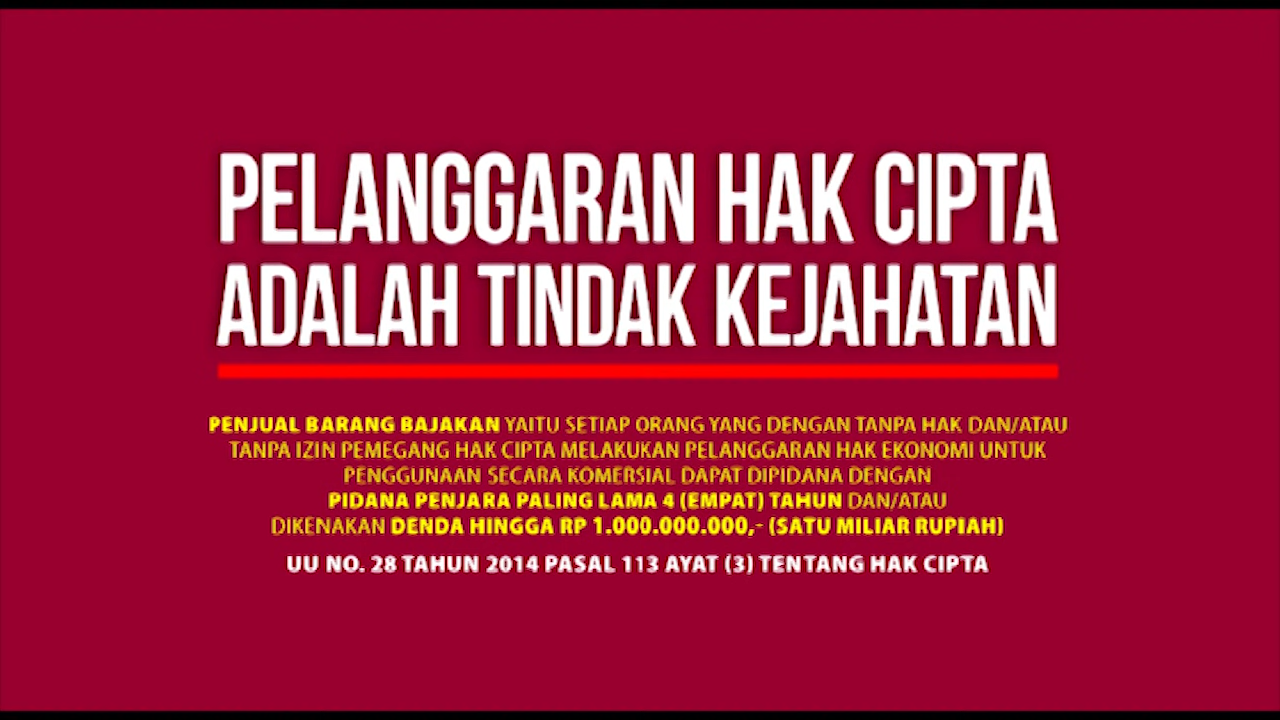 PELANGGARAN HAK CIPTA
ADALAH TINDAK KEJAHATAN
PENJUAL BARANG BAJAKAN YAITU SETIAP ORANG YANG DENGAN TANPA HAK DAN/ATAU
TANPA IZIN PEMEGANG HAK CIPTA MELAKUKAN PELANGGARAN HAK EKONOMI UNTUK
PENGGUNAAN SECARA KOMERSIAL DAPAT DIPIDANA DENGAN
PIDANA PENJARA PALING LAMA 4 (EMPAT) TAHUN DAN/ATAU
DIKENAKAN DENDA HINGGA RP 1.000.000.000,- (SATU MILIAR RUPIAH)
UU NO. 28 TAHUN 2014 PASAL 113 AYAT (3) TENTANG HAK CIPTA